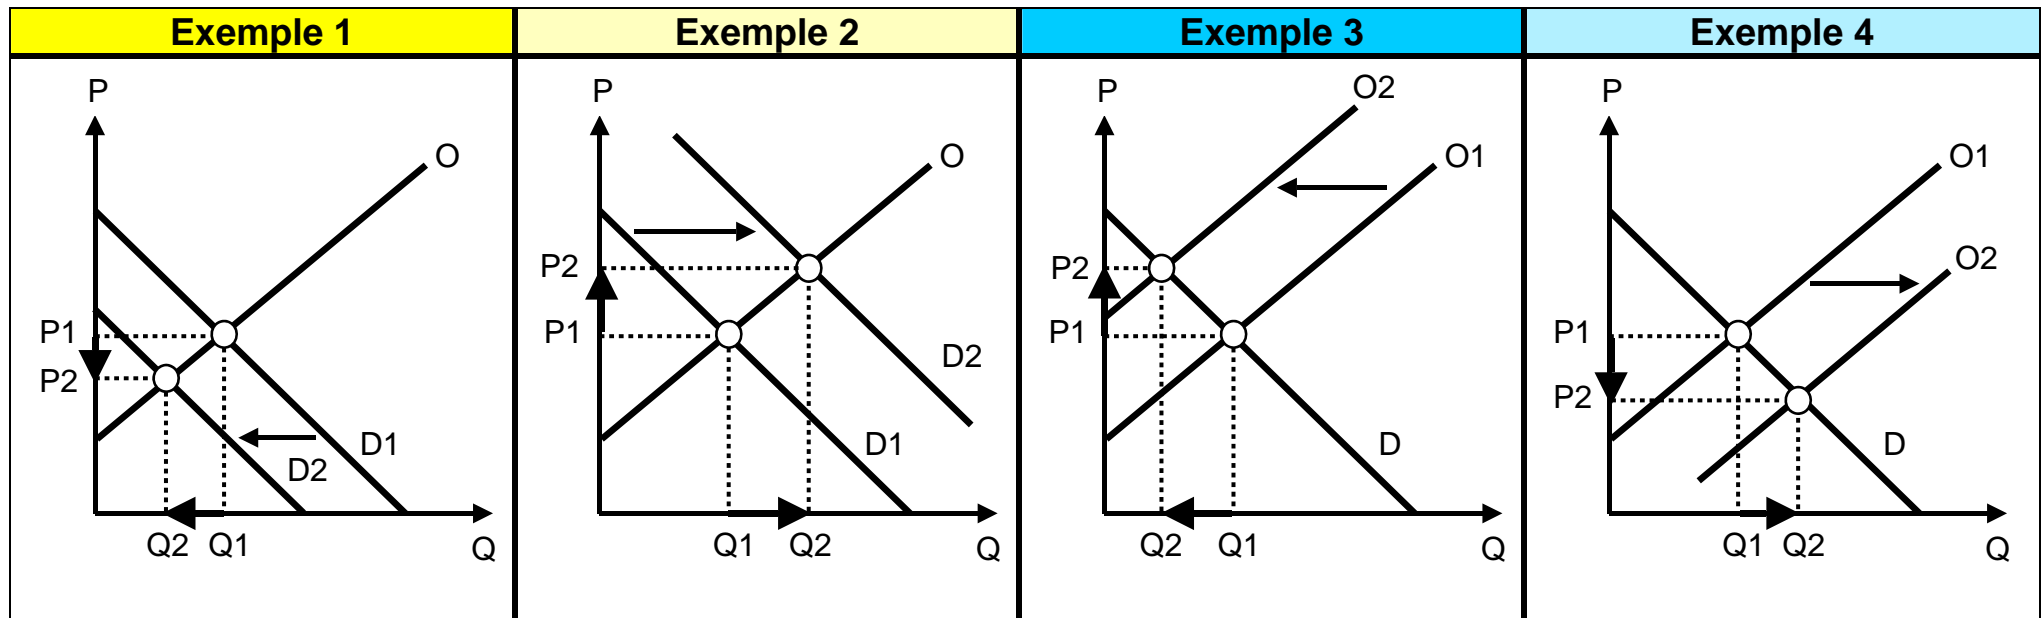 Exemple 1
P
O
P1
P2
D1
D2
Q2 Q1
Q
Exemple 2
P
O
P2
P1
D2
D1
Q1 Q2
Q
Exemple 3
P
O2
O1
P2
P1
D
Q2 Q1
Q
Exemple 4
P
O1
O2
P1
P2
D
Q1 Q2
Q